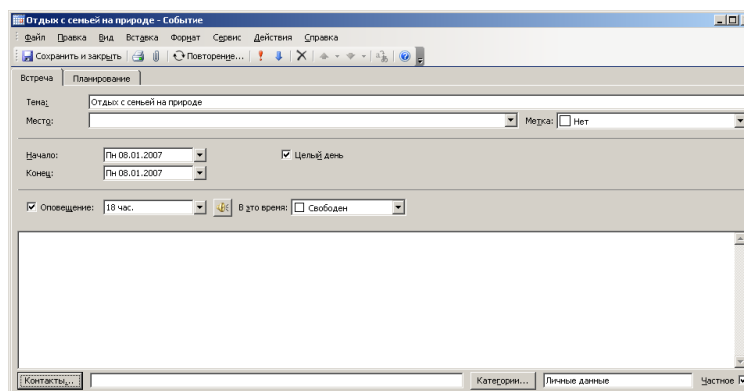 Отдых с семьей на природе - Событие
Файл Правка Вид Вставка Формат Сервис Действия Справка
Сохранить и закрыть Повторение...
Встреча Планирование
Тема: Отдых с семьей на природе
Место: Метка: Нет
Начало: Пн 08.01.2007 Целый день
Конец: Пн 08.01.2007
Оповещение: 18 час. В это время: Свободен
Контакты... Категории... Личные данные Частное